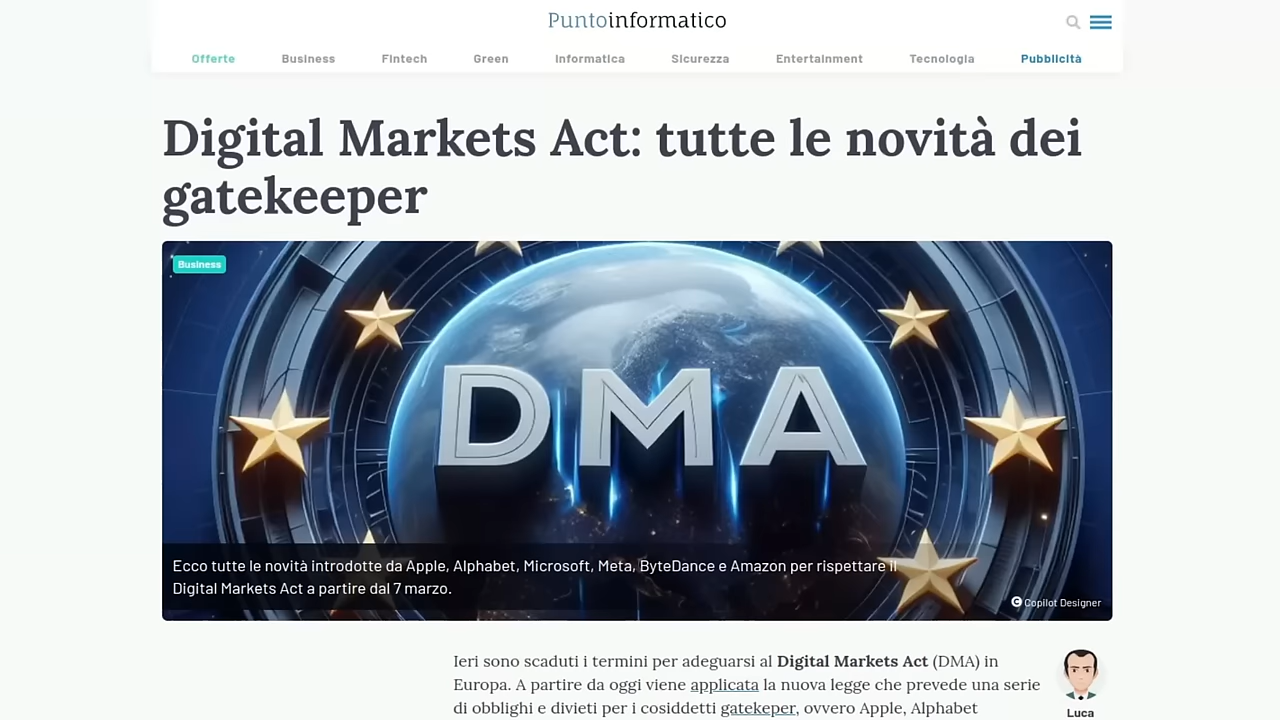 Puntoinformatico
Offerte Business Fintech Green Informatica Sicurezza Entertainment Tecnologia Pubblicità
Digital Markets Act: tutte le novità dei
gatekeeper
Business
DMA
Ecco tutte le novità introdotte da Apple, Alphabet, Microsoft, Meta, ByteDance e Amazon per rispettare il
Digital Markets Act a partire dal 7 marzo.
Copilot Designer
Ieri sono scaduti i termini per adeguarsi al Digital Markets Act (DMA) in
Europa. A partire da oggi viene applicata la nuova legge che prevede una serie
di obblighi e divieti per i cosiddetti gatekeper, ovvero Apple, Alphabet
Luca